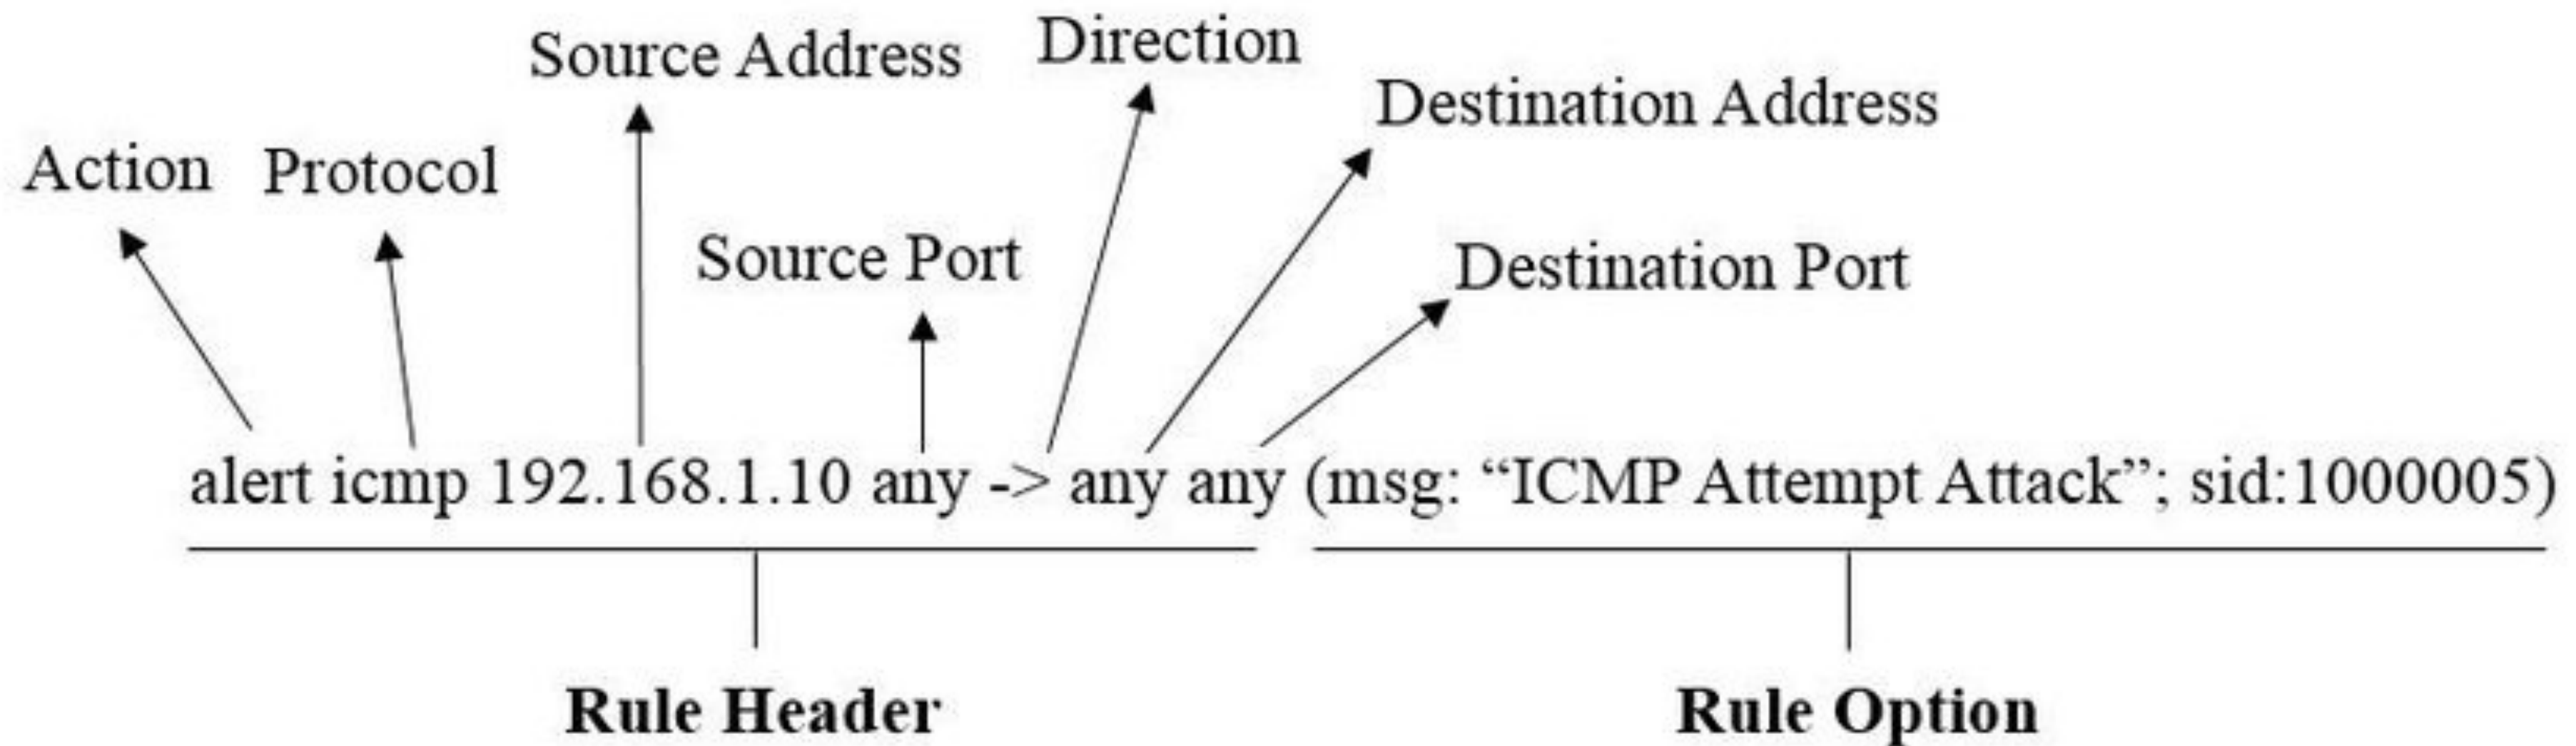 Direction
Source Address
Destination Address
Action
Protocol
Source Port
Destination Port
alert icmp 192.168.1.10 any -> any any (msg: “ICMP Attempt Attack”; sid:1000005)
Rule Header
Rule Option